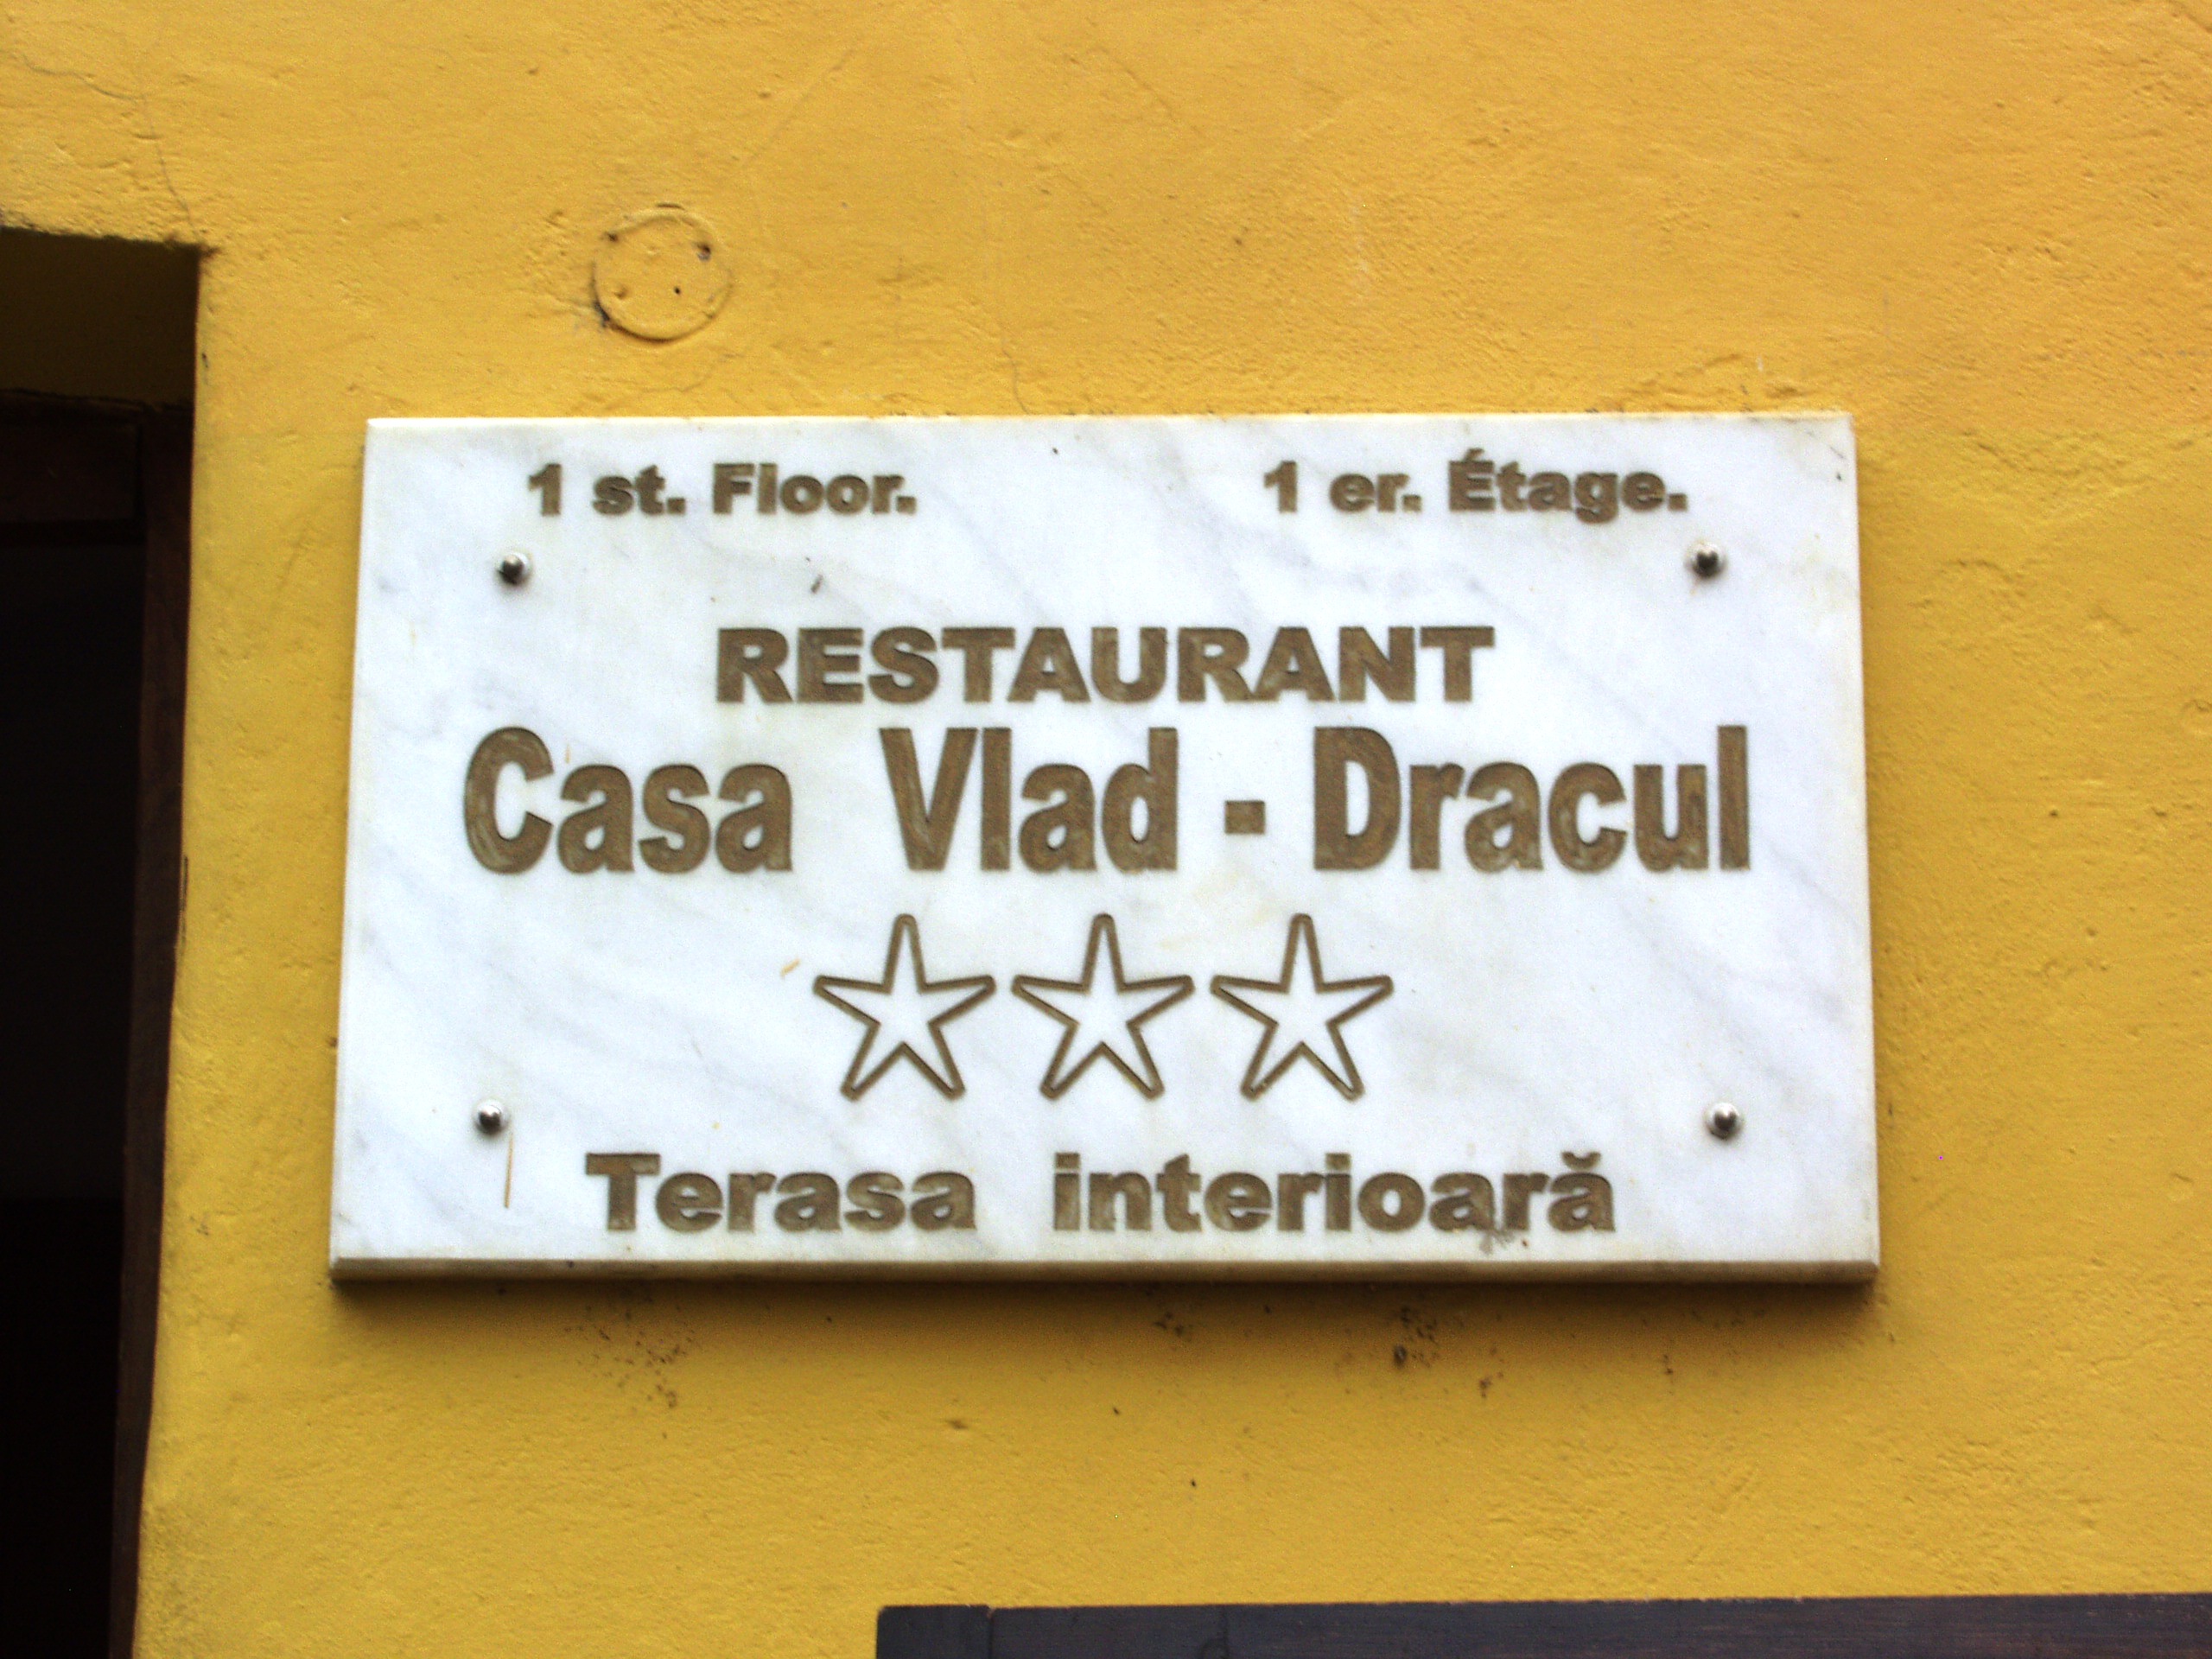 1 st. Floor. 1 er. Étage.
RESTAURANT
Casa Vlad - Dracul
Terasa interioară